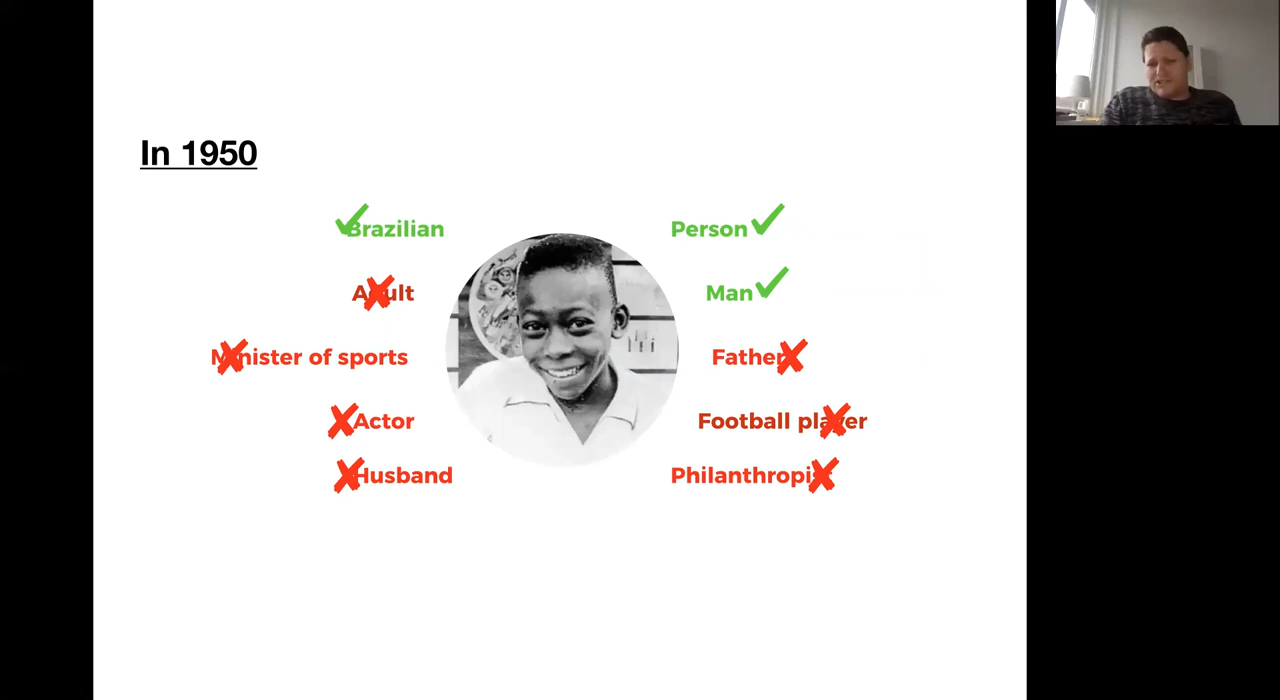 In 1950
Brazilian
Person
Adult
Man
Minister of sports
Father
Actor
Football player
Husband
Philanthropist